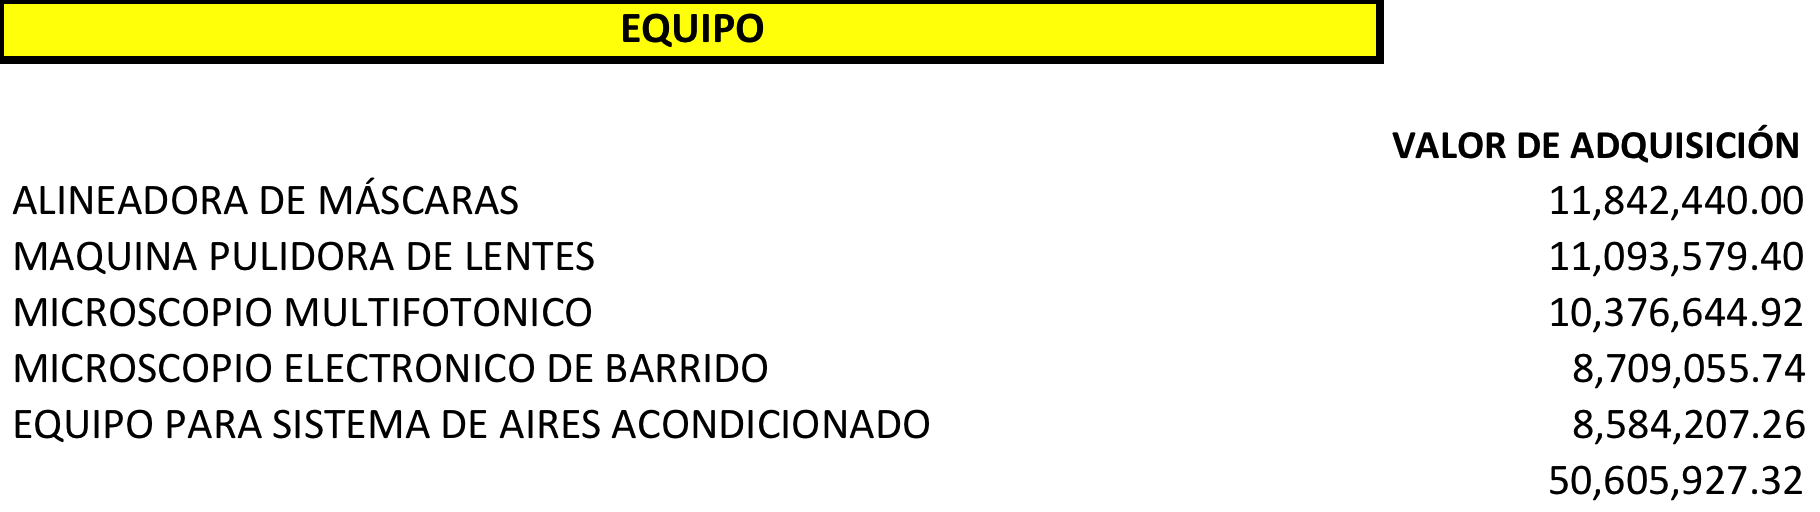 EQUIPO
VALOR DE ADQUISICIÓN
ALINEADORA DE MÁSCARAS 11,842,440.00
MAQUINA PULIDORA DE LENTES 11,093,579.40
MICROSCOPIO MULTIFOTONICO 10,376,644.92
MICROSCOPIO ELECTRONICO DE BARRIDO 8,709,055.74
EQUIPO PARA SISTEMA DE AIRES ACONDICIONADO 8,584,207.26
50,605,927.32